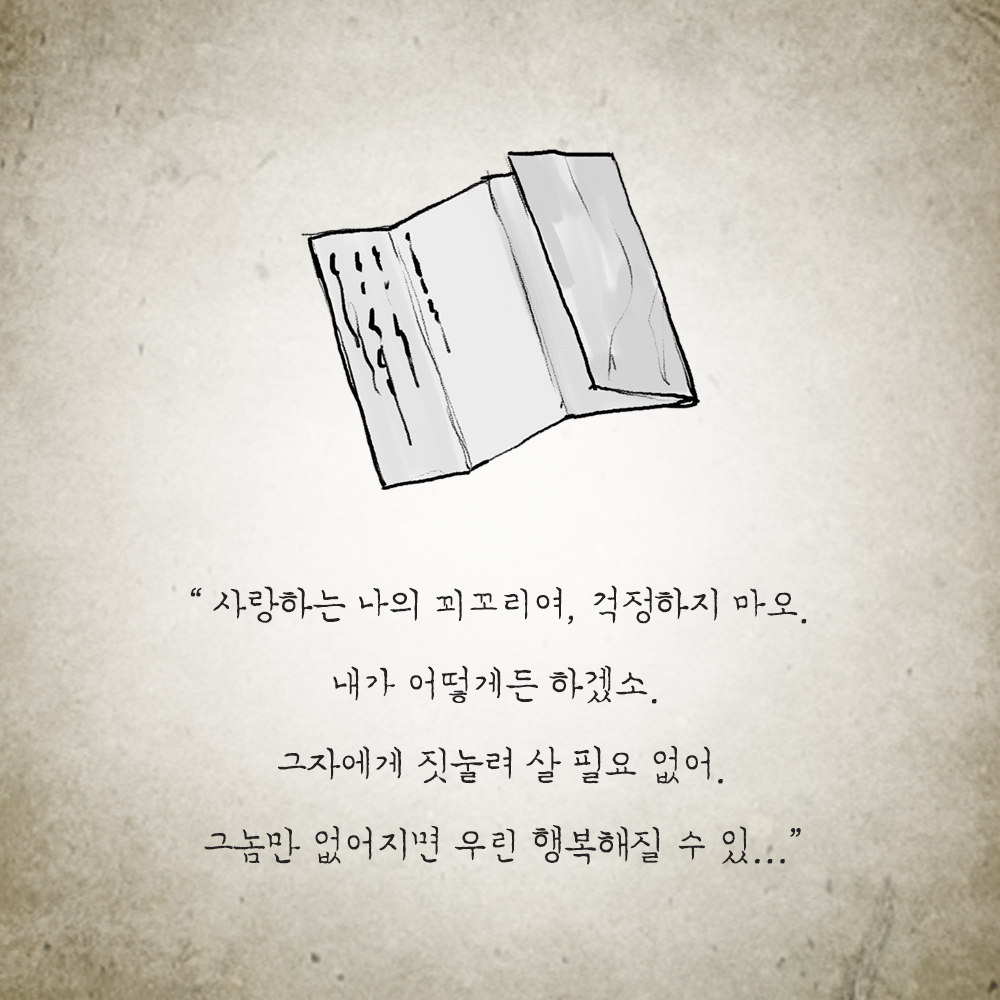 “ 사랑하는 나의 꾀꼬리여, 걱정하지 마오.
내가 어떻게든 하겠소.
그자에게 짓눌려 살 필요 없어.
그놈만 없어지면 우린 행복해질 수 있...”